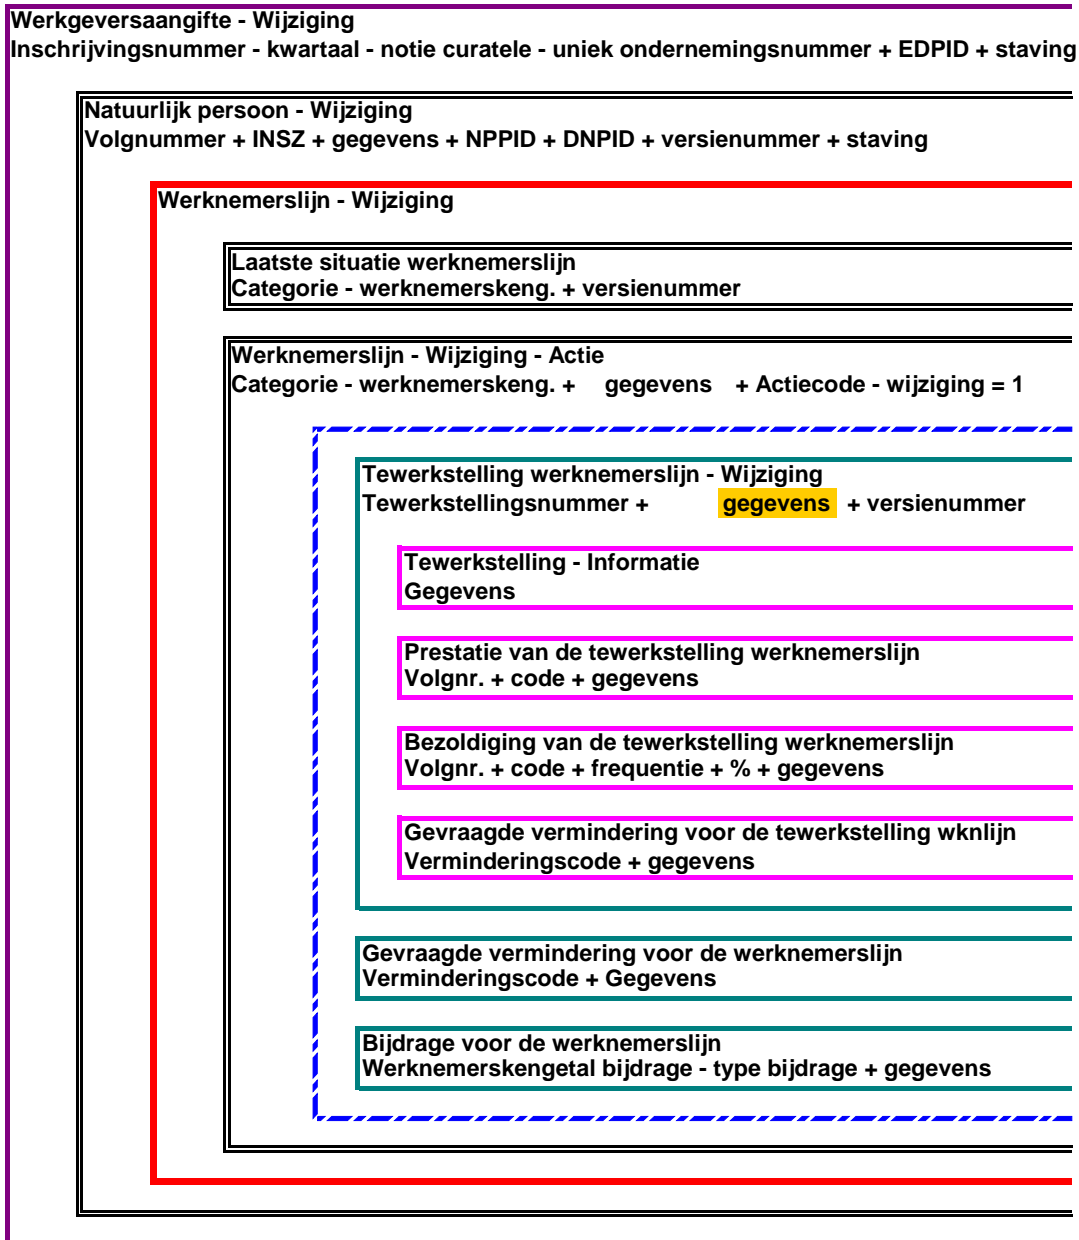 Werkgeversaangifte - Wijziging
Inschrijvingsnummer - kwartaal - notie curatele - uniek ondernemingsnummer + EDPID + staving
Natuurlijk persoon - Wijziging
Volgnummer + INSZ + gegevens + NPPID + DNPID + versienummer + staving
Werknemerslijn - Wijziging
Laatste situatie werknemerslijn
Categorie - werknemerskeng. + versienummer
Werknemerslijn - Wijziging - Actie
Categorie - werknemerskeng. + gegevens + Actiecode - wijziging = 1
Tewerkstelling werknemerslijn - Wijziging
Tewerkstellingsnummer + gegevens + versienummer
Tewerkstelling - Informatie
Gegevens
Prestatie van de tewerkstelling werknemerslijn
Volgnr. + code + gegevens
Bezoldiging van de tewerkstelling werknemerslijn
Volgnr. + code + frequentie + % + gegevens
Gevraagde vermindering voor de tewerkstelling wknlijn
Verminderingscode + gegevens
Gevraagde vermindering voor de werknemerslijn
Verminderingscode + Gegevens
Bijdrage voor de werknemerslijn
Werknemerskengetal bijdrage - type bijdrage + gegevens